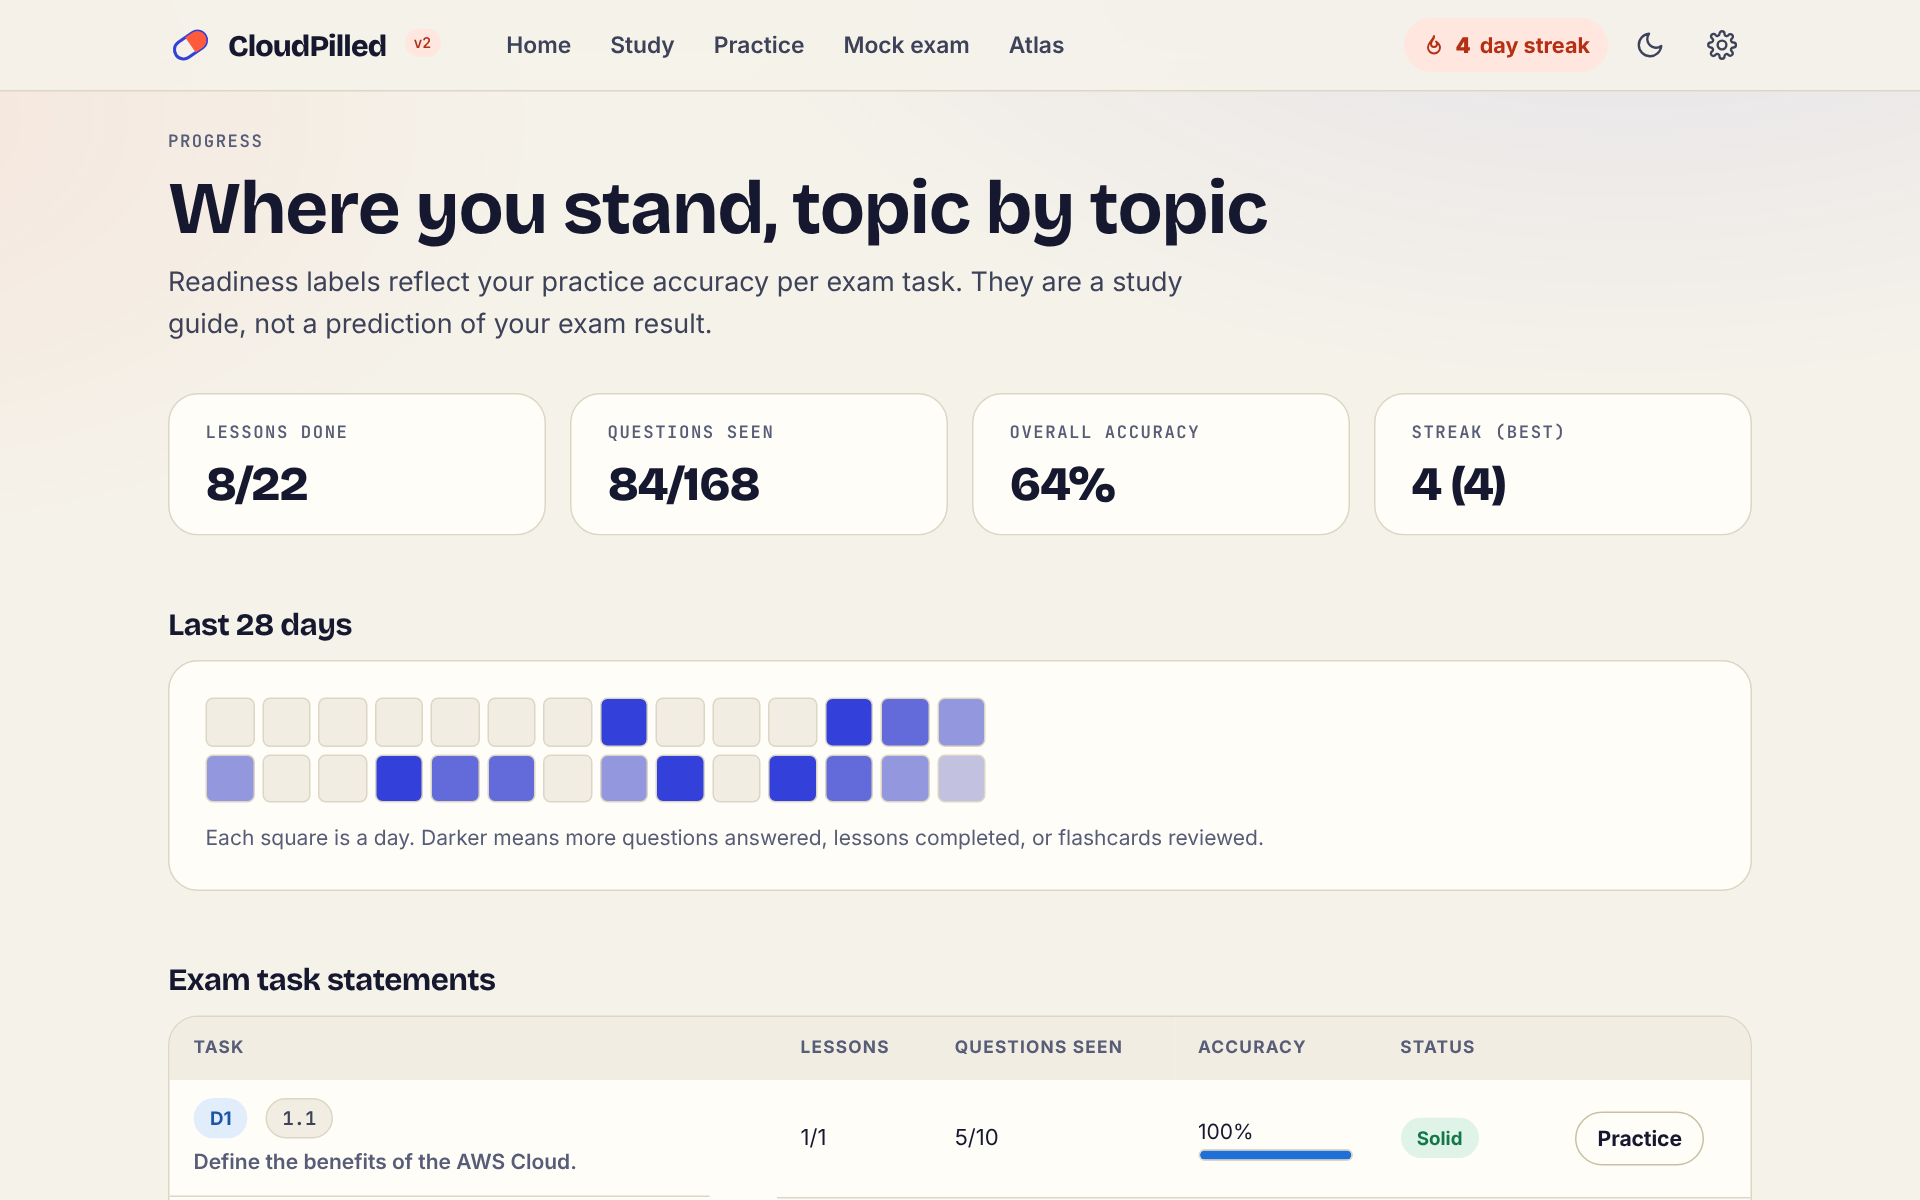 CloudPilled v2 Home Study Practice Mock exam Atlas 4 day streak
PROGRESS
Where you stand, topic by topic
Readiness labels reflect your practice accuracy per exam task. They are a study
guide, not a prediction of your exam result.
LESSONS DONE
8/22
QUESTIONS SEEN
84/168
OVERALL ACCURACY
64%
STREAK (BEST)
4 (4)
Last 28 days
Each square is a day. Darker means more questions answered, lessons completed, or flashcards reviewed.
Exam task statements
TASK LESSONS QUESTIONS SEEN ACCURACY STATUS
D1 1.1
Define the benefits of the AWS Cloud.
1/1 5/10 100% Solid Practice